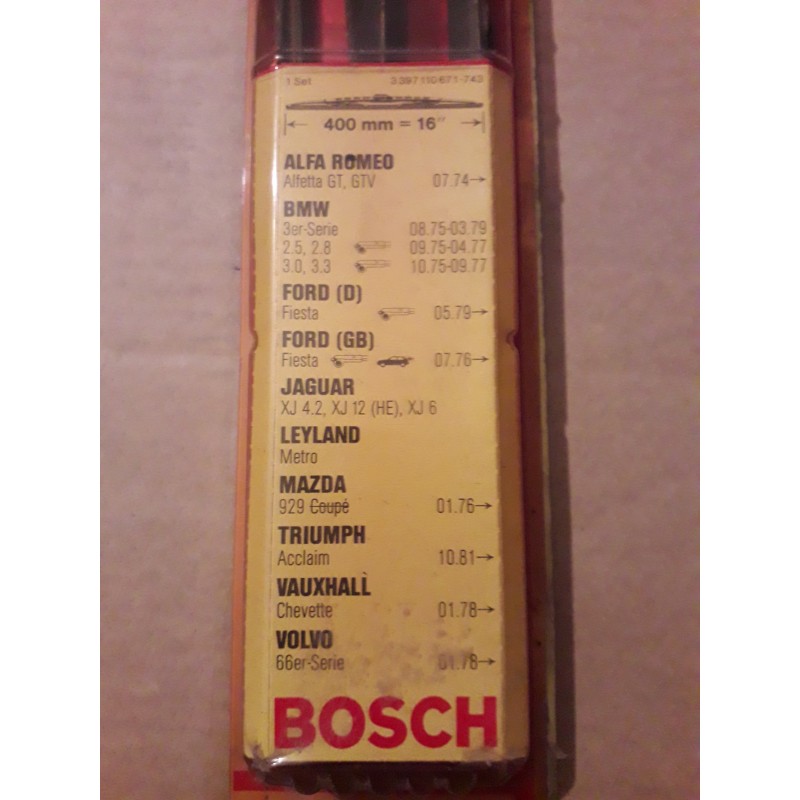 1 Set 3 397 110 671-743
400 mm = 16"
ALFA ROMEO
Alfetta GT, GTV 07.74→
BMW
3er-Serie 08.75-03.79
2.5, 2.8 09.75-04.77
3.0, 3.3 10.75-09.77
FORD (D)
Fiesta 05.79→
FORD (GB)
Fiesta 07.76→
JAGUAR
XJ 4.2, XJ 12 (HE), XJ 6
LEYLAND
Metro
MAZDA
929 Coupé 01.76→
TRIUMPH
Acclaim 10.81→
VAUXHALL
Chevette 01.78→
VOLVO
66er-Serie 01.78→
BOSCH